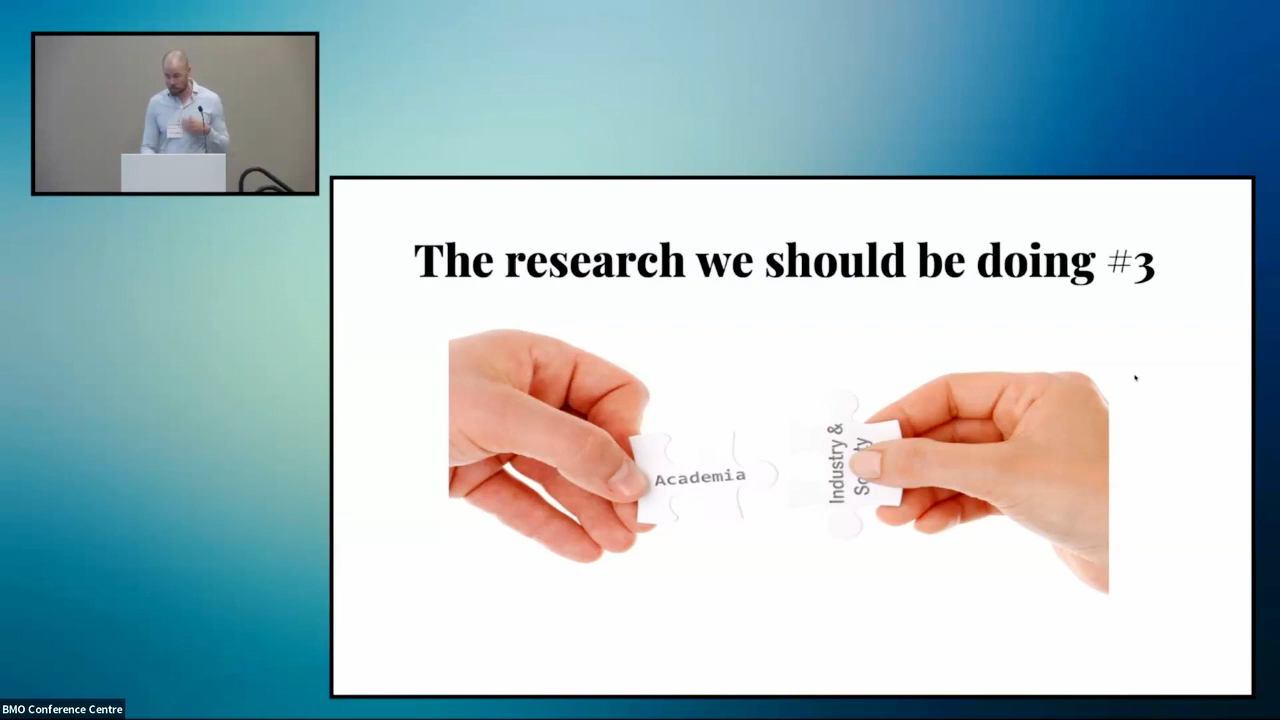 The research we should be doing #3
Academia
Industry &
BMO Conference Centre